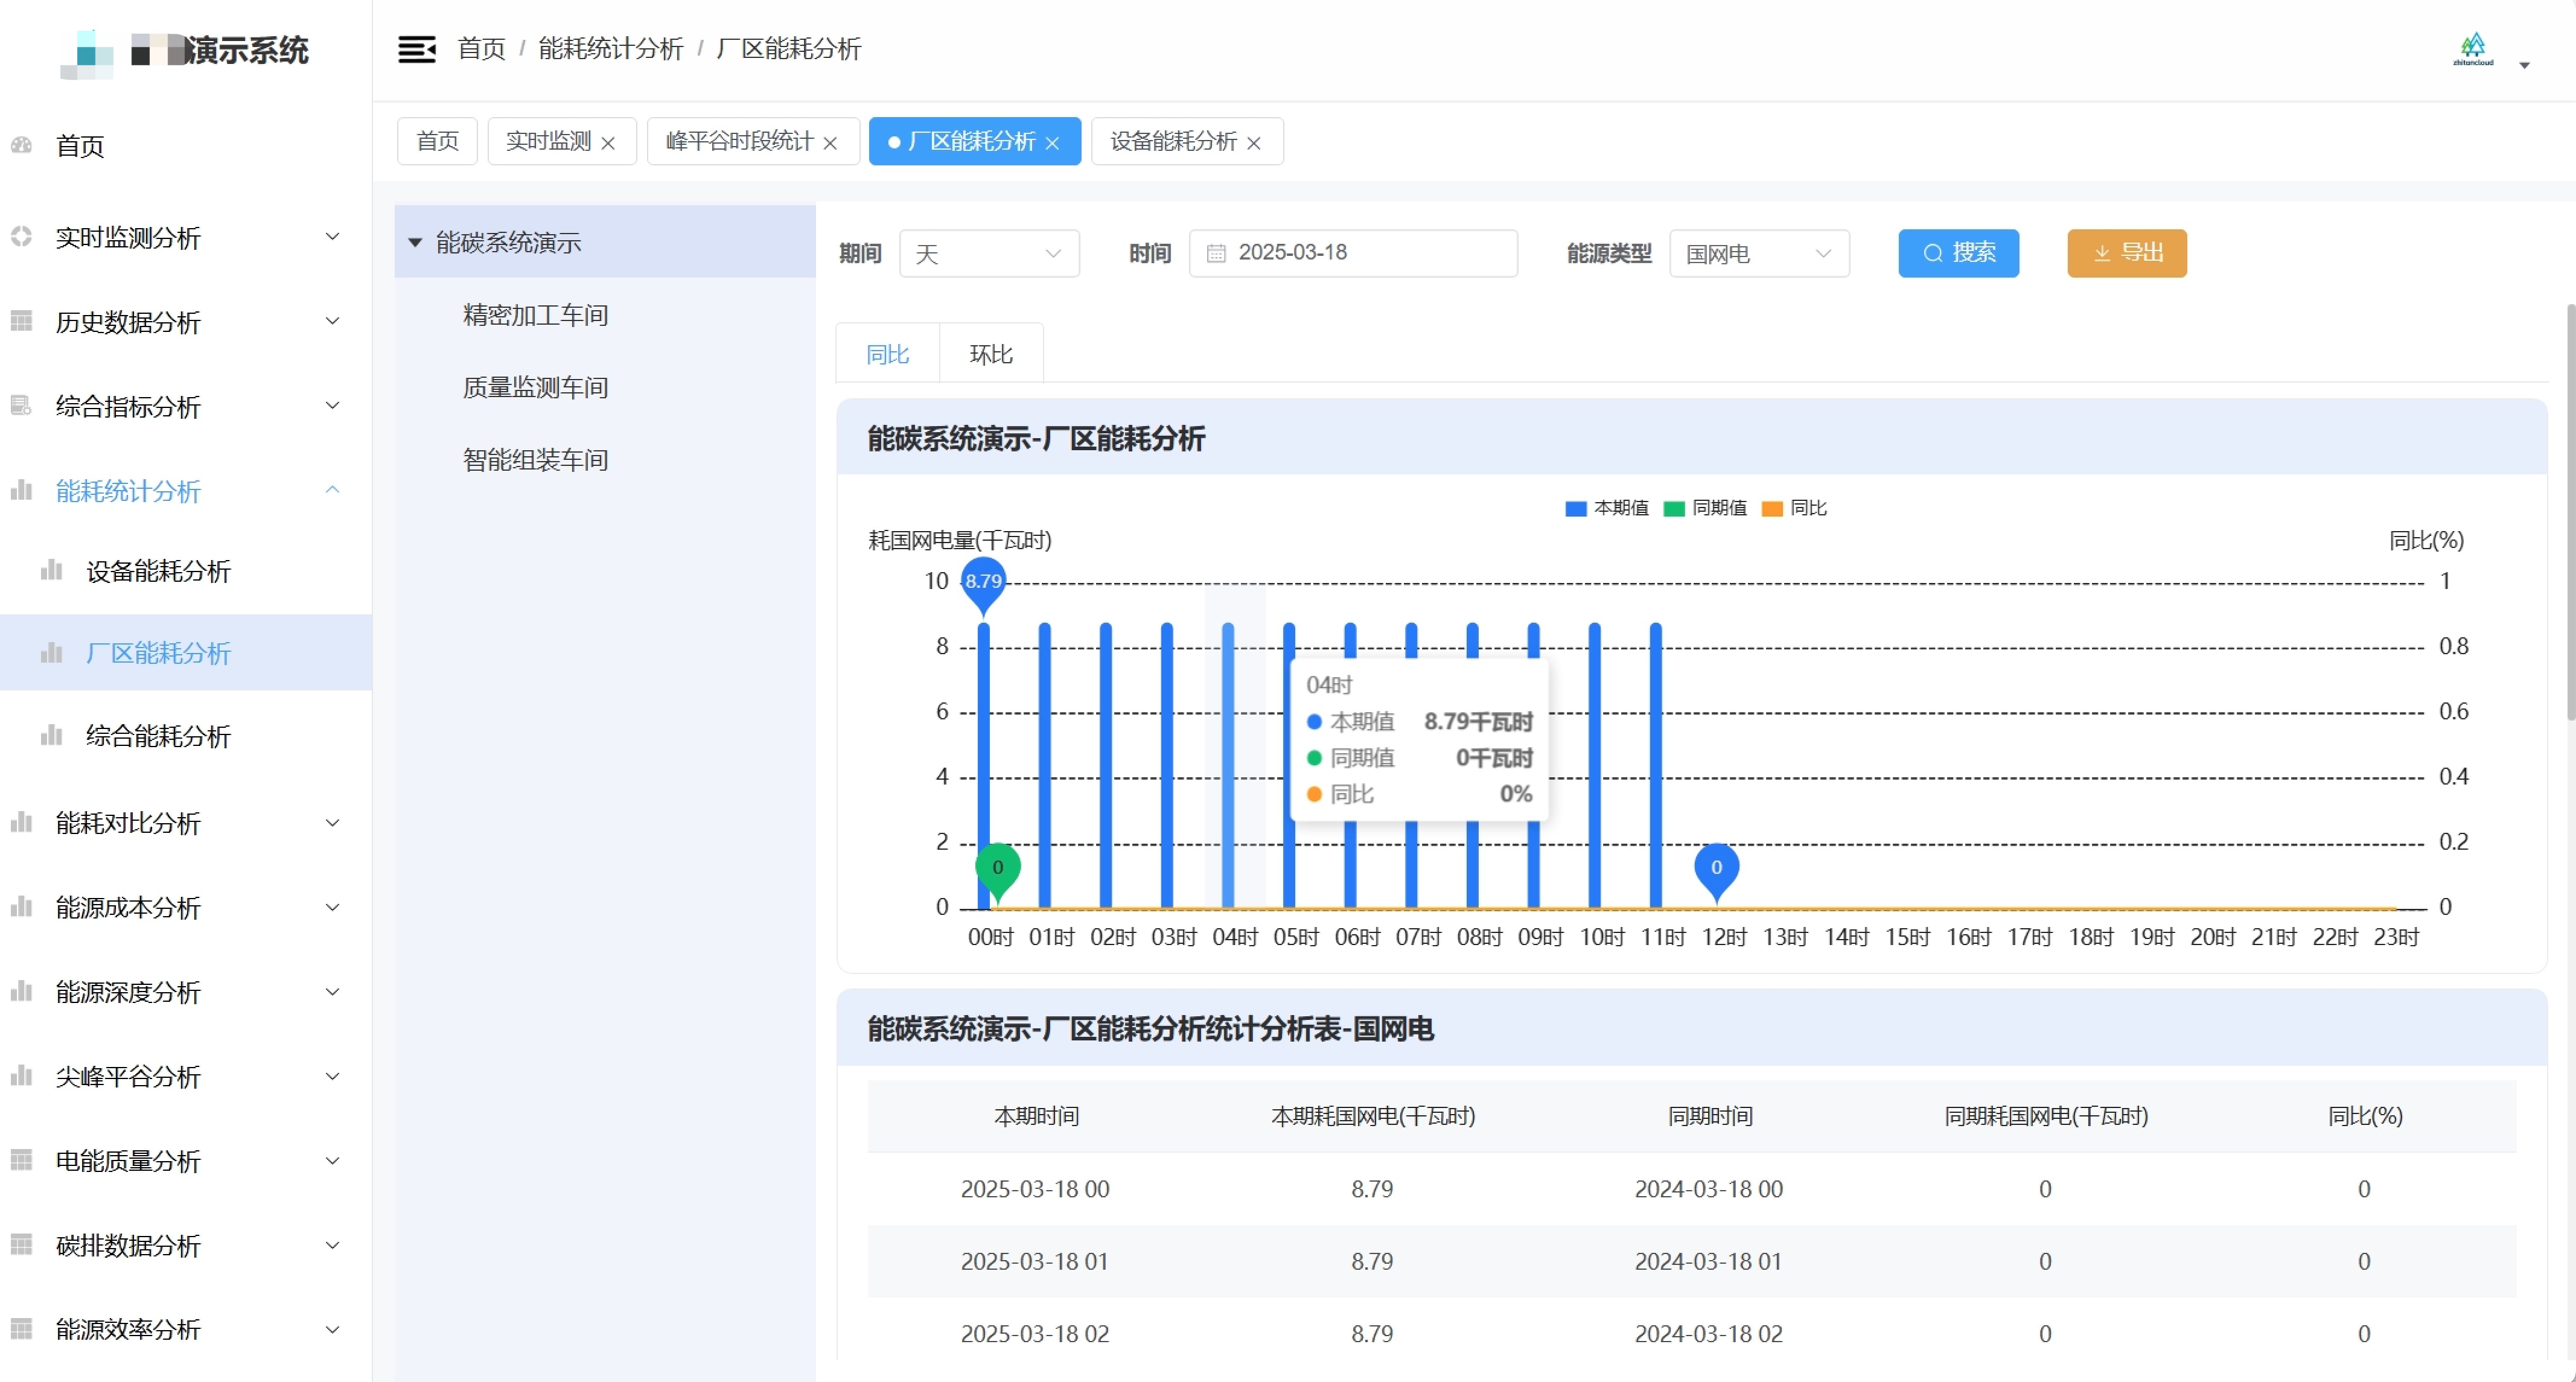 演示系统
首页 / 能耗统计分析 / 厂区能耗分析
zhitancloud
首页
实时监测分析
历史数据分析
综合指标分析
能耗统计分析
设备能耗分析
厂区能耗分析
综合能耗分析
能耗对比分析
能源成本分析
能源深度分析
尖峰平谷分析
电能质量分析
碳排数据分析
能源效率分析
首页 实时监测 峰平谷时段统计 厂区能耗分析 设备能耗分析
能碳系统演示
精密加工车间
质量监测车间
智能组装车间
期间 天 时间 2025-03-18 能源类型 国网电 搜索 导出
同比 环比
能碳系统演示-厂区能耗分析
本期值 同期值 同比
耗国网电量(千瓦时) 同比(%)
10 8.79 1
8 0.8
6 0.6
4 0.4
2 0.2
0 0
0 0
04时
本期值 8.79千瓦时
同期值 0千瓦时
同比 0%
00时 01时 02时 03时 04时 05时 06时 07时 08时 09时 10时 11时 12时 13时 14时 15时 16时 17时 18时 19时 20时 21时 22时 23时
能碳系统演示-厂区能耗分析统计分析表-国网电
本期时间 本期耗国网电(千瓦时) 同期时间 同期耗国网电(千瓦时) 同比(%)
2025-03-18 00 8.79 2024-03-18 00 0 0
2025-03-18 01 8.79 2024-03-18 01 0 0
2025-03-18 02 8.79 2024-03-18 02 0 0